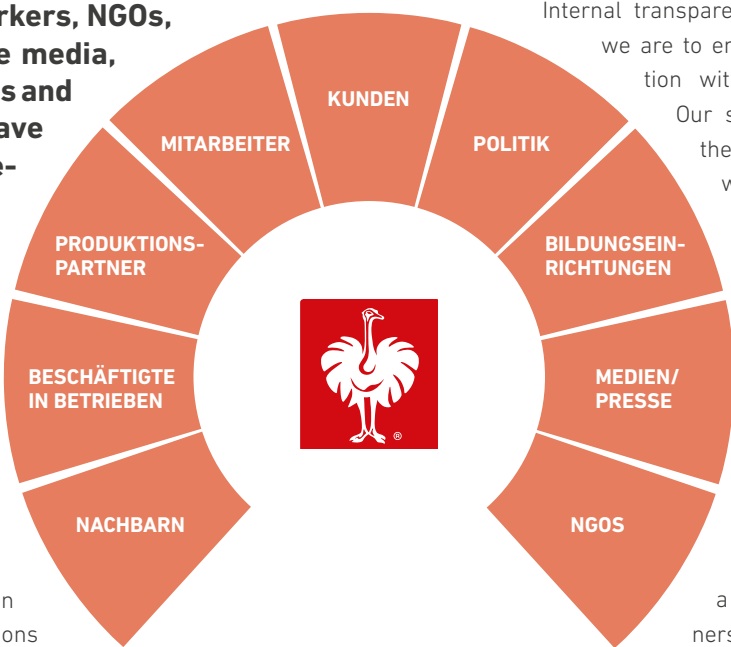 rkers, NGOs,
e media,
s and
ave
e-
Internal transpare
we are to en
tion wit
Our s
the
w
KUNDEN
MITARBEITER
POLITIK
PRODUKTIONS-
PARTNER
BILDUNGSEIN-
RICHTUNGEN
BESCHÄFTIGTE
IN BETRIEBEN
MEDIEN/
PRESSE
®
NACHBARN
NGOS
n
ons
a
ners